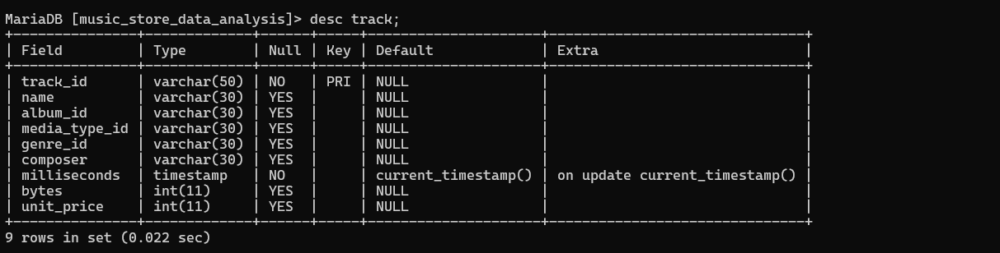 MariaDB [music_store_data_analysis]> desc track;
+---------------+-------------+------+-----+---------------------+-------------------------------+
| Field         | Type        | Null | Key | Default             | Extra                         |
+---------------+-------------+------+-----+---------------------+-------------------------------+
| track_id      | varchar(50) | NO   | PRI | NULL                |                               |
| name          | varchar(30) | YES  |     | NULL                |                               |
| album_id      | varchar(30) | YES  |     | NULL                |                               |
| media_type_id | varchar(30) | YES  |     | NULL                |                               |
| genre_id      | varchar(30) | YES  |     | NULL                |                               |
| composer      | varchar(30) | YES  |     | NULL                |                               |
| milliseconds  | timestamp   | NO   |     | current_timestamp() | on update current_timestamp() |
| bytes         | int(11)     | YES  |     | NULL                |                               |
| unit_price    | int(11)     | YES  |     | NULL                |                               |
+---------------+-------------+------+-----+---------------------+-------------------------------+
9 rows in set (0.022 sec)